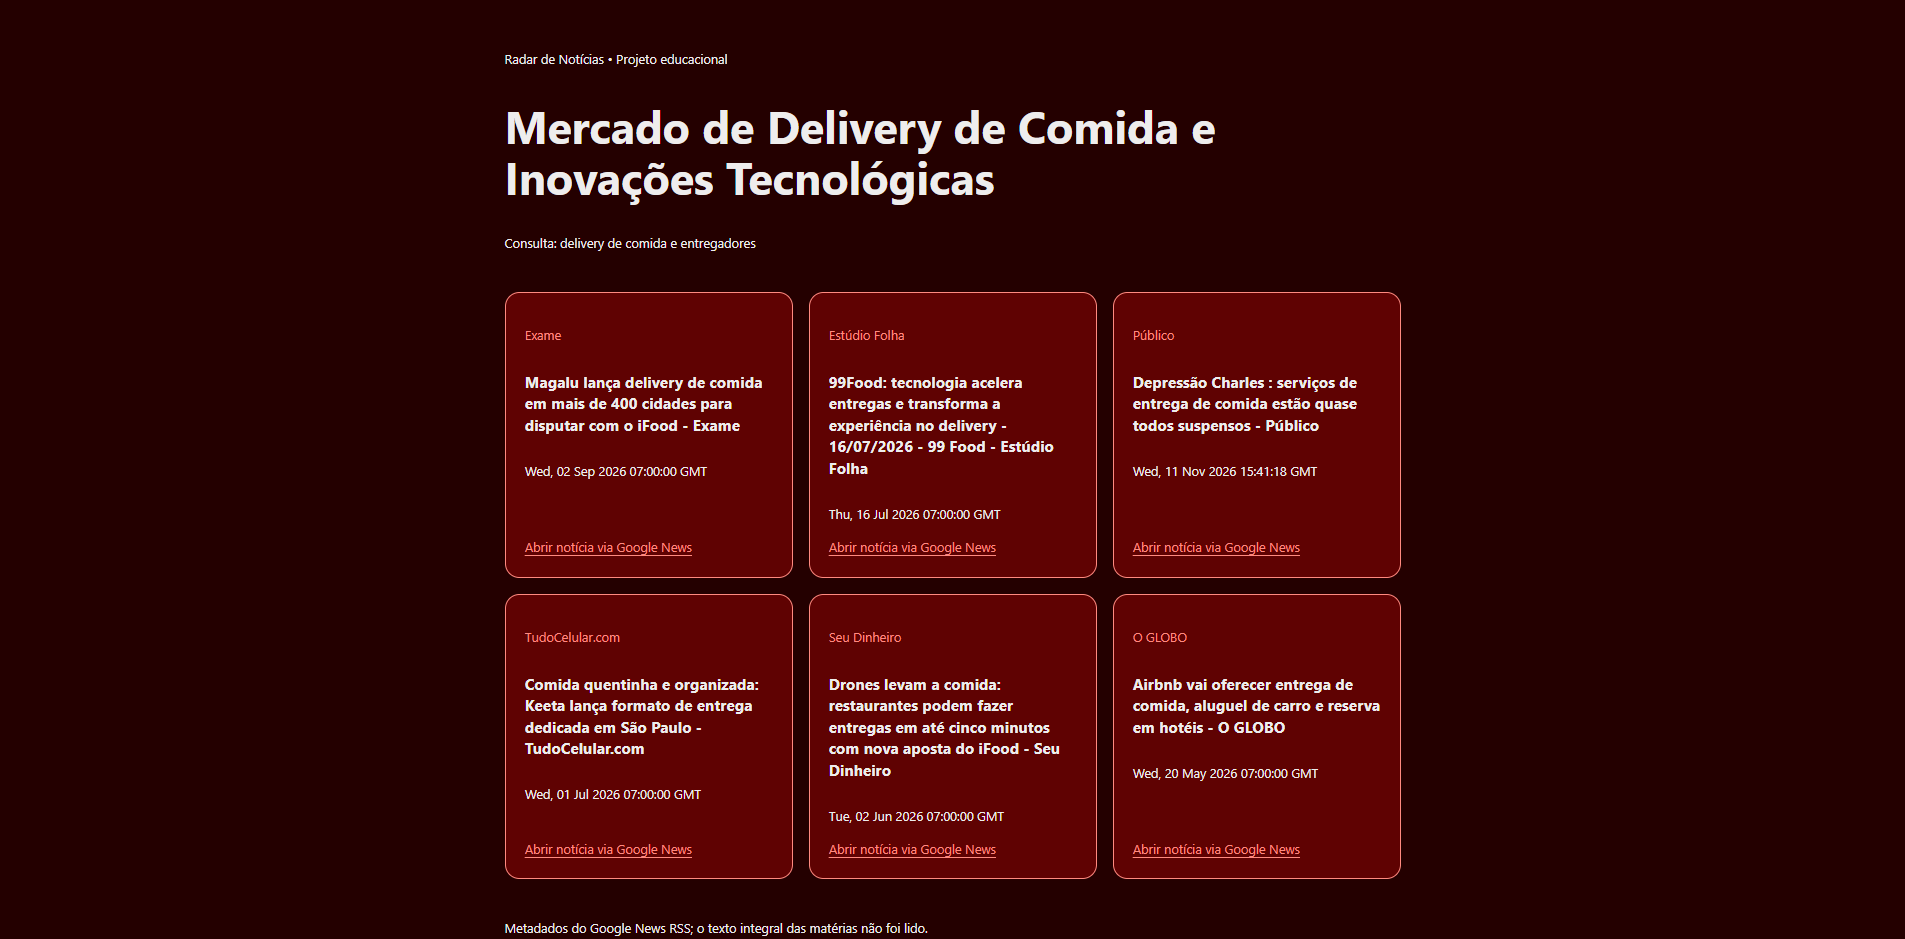 Radar de Notícias • Projeto educacional
Mercado de Delivery de Comida e
Inovações Tecnológicas
Consulta: delivery de comida e entregadores
Exame
Magalu lança delivery de comida
em mais de 400 cidades para
disputar com o iFood - Exame
Wed, 02 Sep 2026 07:00:00 GMT
Abrir notícia via Google News
Estúdio Folha
99Food: tecnologia acelera
entregas e transforma a
experiência no delivery -
16/07/2026 - 99 Food - Estúdio
Folha
Thu, 16 Jul 2026 07:00:00 GMT
Abrir notícia via Google News
Público
Depressão Charles : serviços de
entrega de comida estão quase
todos suspensos - Público
Wed, 11 Nov 2026 15:41:18 GMT
Abrir notícia via Google News
TudoCelular.com
Comida quentinha e organizada:
Keeta lança formato de entrega
dedicada em São Paulo -
TudoCelular.com
Wed, 01 Jul 2026 07:00:00 GMT
Abrir notícia via Google News
Seu Dinheiro
Drones levam a comida:
restaurantes podem fazer
entregas em até cinco minutos
com nova aposta do iFood - Seu
Dinheiro
Tue, 02 Jun 2026 07:00:00 GMT
Abrir notícia via Google News
O GLOBO
Airbnb vai oferecer entrega de
comida, aluguel de carro e reserva
em hotéis - O GLOBO
Wed, 20 May 2026 07:00:00 GMT
Abrir notícia via Google News
Metadados do Google News RSS; o texto integral das matérias não foi lido.